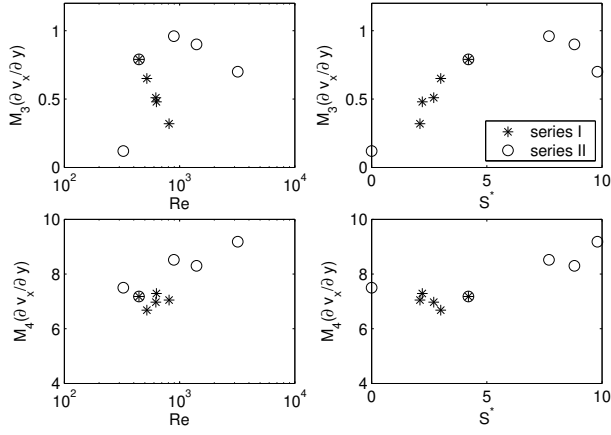 M₃(∂ vₓ/∂ y)
1
0.5
0
10² 10³ 10⁴
Re
M₃(∂ vₓ/∂ y)
1
0.5
0
0 5 10
S*
series I
series II
M₄(∂ vₓ/∂ y)
10
8
6
4
10² 10³ 10⁴
Re
M₄(∂ vₓ/∂ y)
10
8
6
4
0 5 10
S*